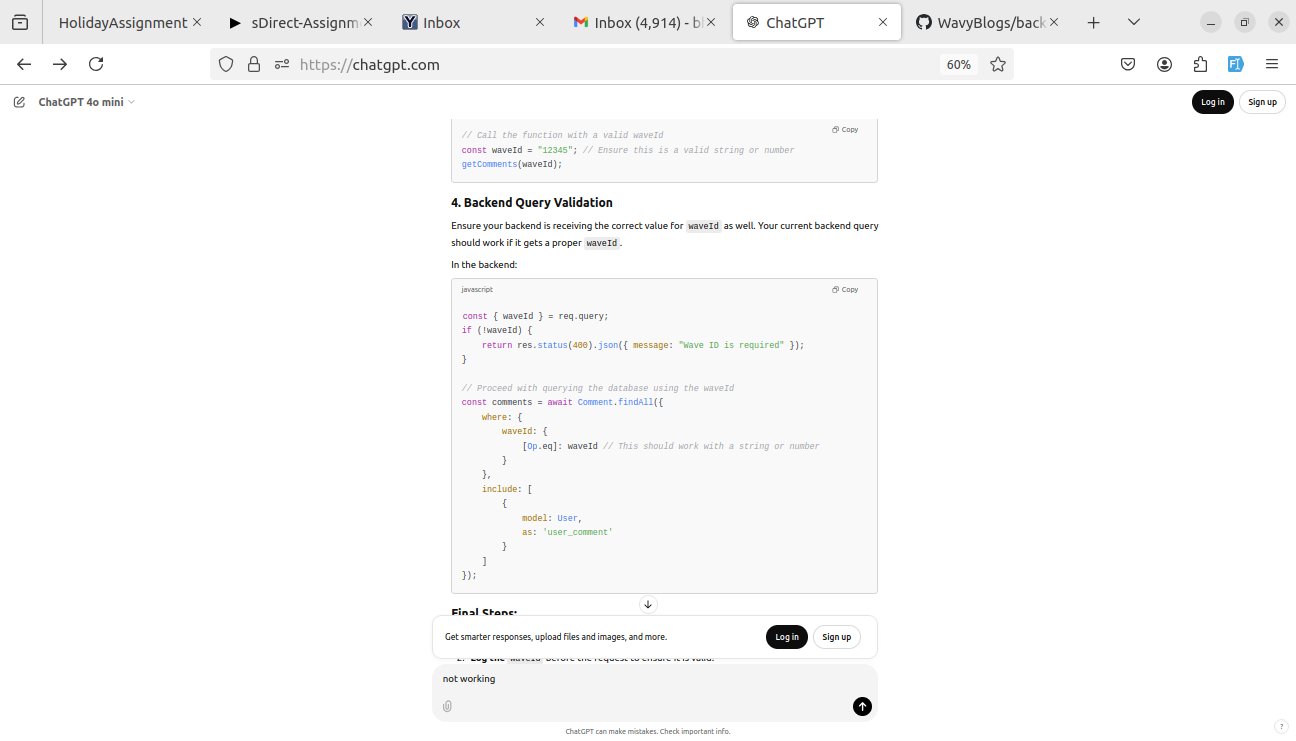 HolidayAssignment
sDirect-Assignm
Inbox
Inbox (4,914) - bl
ChatGPT
WavyBlogs/back
https://chatgpt.com
60%
ChatGPT 4o mini
Log in
Sign up
Copy
// Call the function with a valid waveId
const waveId = "12345"; // Ensure this is a valid string or number
getComments(waveId);
4. Backend Query Validation
Ensure your backend is receiving the correct value for waveId as well. Your current backend query
should work if it gets a proper waveId.
In the backend:
javascript
Copy
const { waveId } = req.query;
if (!waveId) {
    return res.status(400).json({ message: "Wave ID is required" });
}
// Proceed with querying the database using the waveId
const comments = await Comment.findAll({
    where: {
        waveId: {
            [Op.eq]: waveId // This should work with a string or number
        }
    },
    include: [
        {
            model: User,
            as: 'user_comment'
        }
    ]
});
Final Steps:
Get smarter responses, upload files and images, and more.
Log in
Sign up
2. Log the waveId before the request to ensure it is valid.
not working
ChatGPT can make mistakes. Check important info.
?